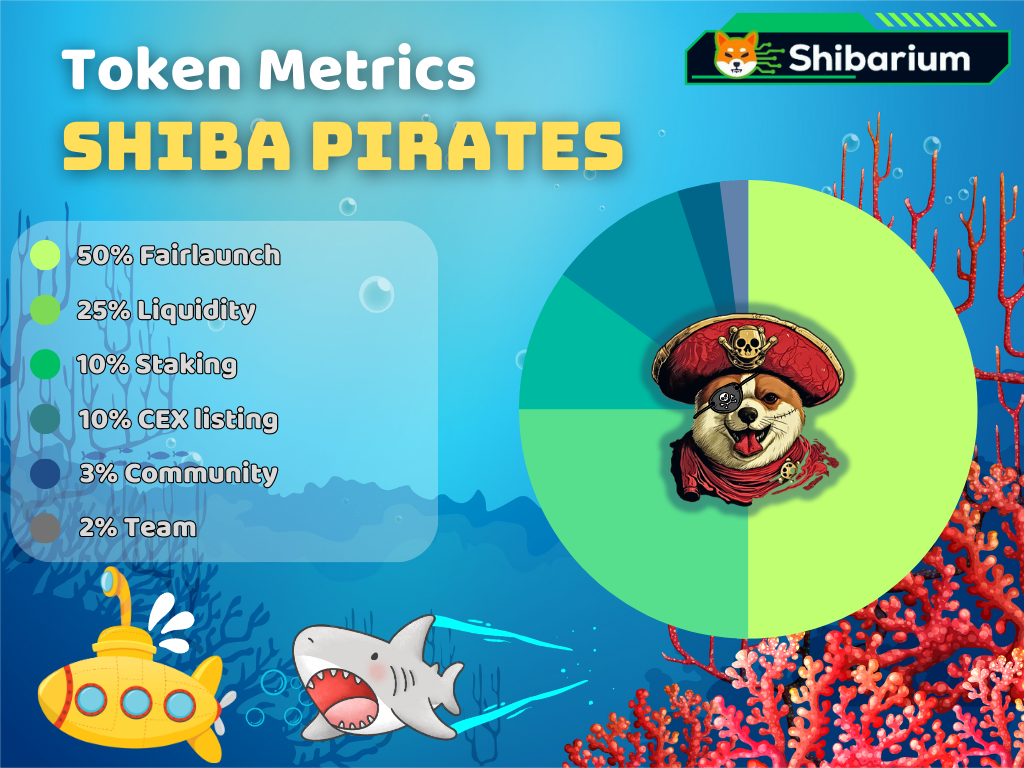 Token Metrics
Shibarium
SHIBA PIRATES
50% Fairlaunch
25% Liquidity
10% Staking
10% CEX listing
3% Community
2% Team